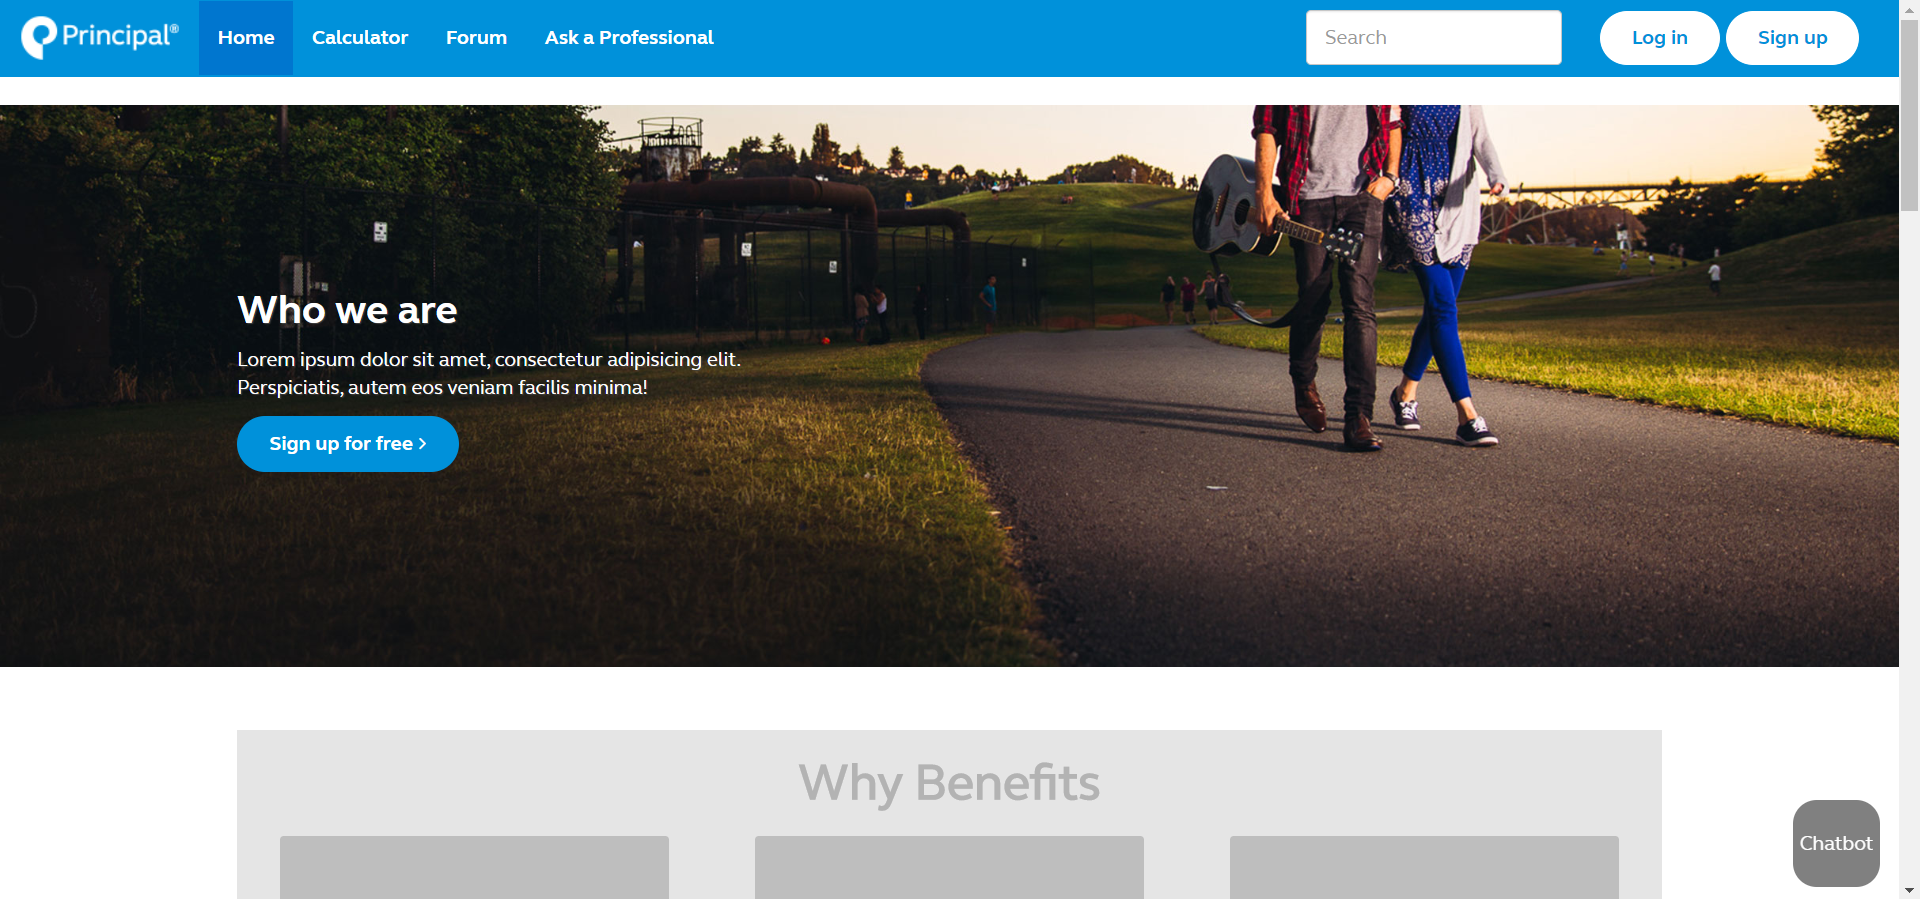 Principal®
Home
Calculator
Forum
Ask a Professional
Search
Log in
Sign up
Who we are
Lorem ipsum dolor sit amet, consectetur adipisicing elit.
Perspiciatis, autem eos veniam facilis minima!
Sign up for free ›
Why Benefits
Chatbot